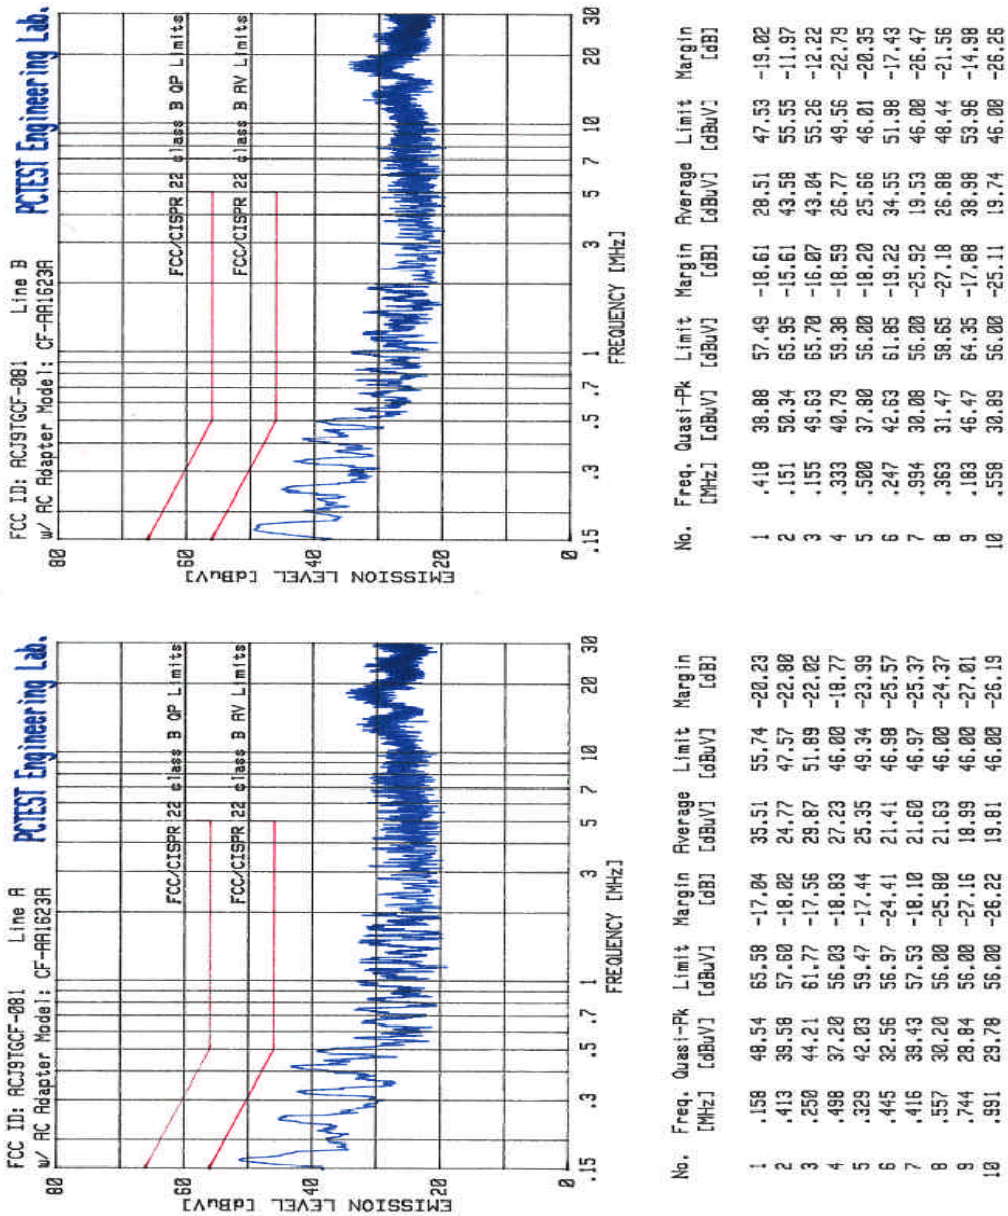 FCC ID: ACJ9TGCF-081 Line A
PCTEST Engineering Lab.
w/ AC Adapter Model: CF-AA1623A
80
60
40
20
0
EMISSION LEVEL [dBuV]
FCC/CISPR 22 class B QP Limits
FCC/CISPR 22 class B AV Limits
.15 .3 .5 .7 1 3 5 7 10 20 30
FREQUENCY [MHz]
No. Freq. Quasi-Pk Limit Margin Average Limit Margin
[MHz] [dBuV] [dBuV] [dB] [dBuV] [dBuV] [dB]
1 .158 48.54 65.58 -17.04 35.51 55.74 -20.23
2 .413 39.58 57.60 -18.02 24.77 47.57 -22.80
3 .250 44.21 61.77 -17.56 29.87 51.89 -22.02
4 .498 37.20 56.03 -18.83 27.23 46.00 -18.77
5 .329 42.03 59.47 -17.44 25.35 49.34 -23.99
6 .445 32.56 56.97 -24.41 21.41 46.98 -25.57
7 .416 39.43 57.53 -18.10 21.60 46.97 -25.37
8 .557 30.20 56.00 -25.80 21.63 46.00 -24.37
9 .744 28.84 56.00 -27.16 18.99 46.00 -27.01
10 .991 29.78 56.00 -26.22 19.81 46.00 -26.19
FCC ID: ACJ9TGCF-081 Line B
PCTEST Engineering Lab.
w/ AC Adapter Model: CF-AA1623A
80
60
40
20
0
EMISSION LEVEL [dBuV]
FCC/CISPR 22 class B QP Limits
FCC/CISPR 22 class B AV Limits
.15 .3 .5 .7 1 3 5 7 10 20 30
FREQUENCY [MHz]
No. Freq. Quasi-Pk Limit Margin Average Limit Margin
[MHz] [dBuV] [dBuV] [dB] [dBuV] [dBuV] [dB]
1 .418 38.88 57.49 -18.61 28.51 47.53 -19.02
2 .151 50.34 65.95 -15.61 43.58 55.55 -11.97
3 .155 49.63 65.70 -16.07 43.04 55.26 -12.22
4 .333 40.79 59.38 -18.59 26.77 49.56 -22.79
5 .500 37.80 56.00 -18.20 25.66 46.01 -20.35
6 .247 42.63 61.85 -19.22 34.55 51.98 -17.43
7 .994 30.08 56.00 -25.92 19.53 46.00 -26.47
8 .363 31.47 58.65 -27.18 26.88 48.44 -21.56
9 .183 46.47 64.35 -17.88 38.98 53.96 -14.98
10 .558 30.89 56.00 -25.11 19.74 46.00 -26.26